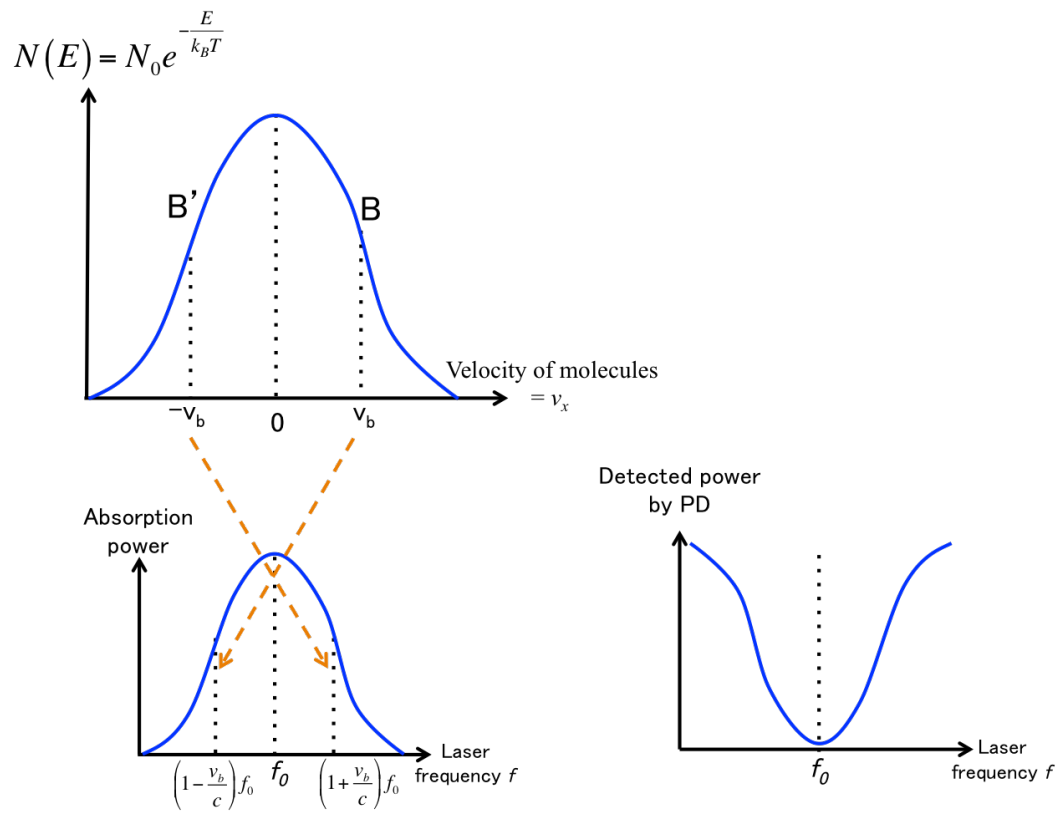 N(E) = N₀e^{-E/(k_BT)}
B’
B
Velocity of molecules
= vₓ
−v_b
0
v_b
Detected power
by PD
Absorption
power
Laser
frequency f
(1 − v_b/c) f₀
f₀
(1 + v_b/c) f₀
f₀
Laser
frequency f